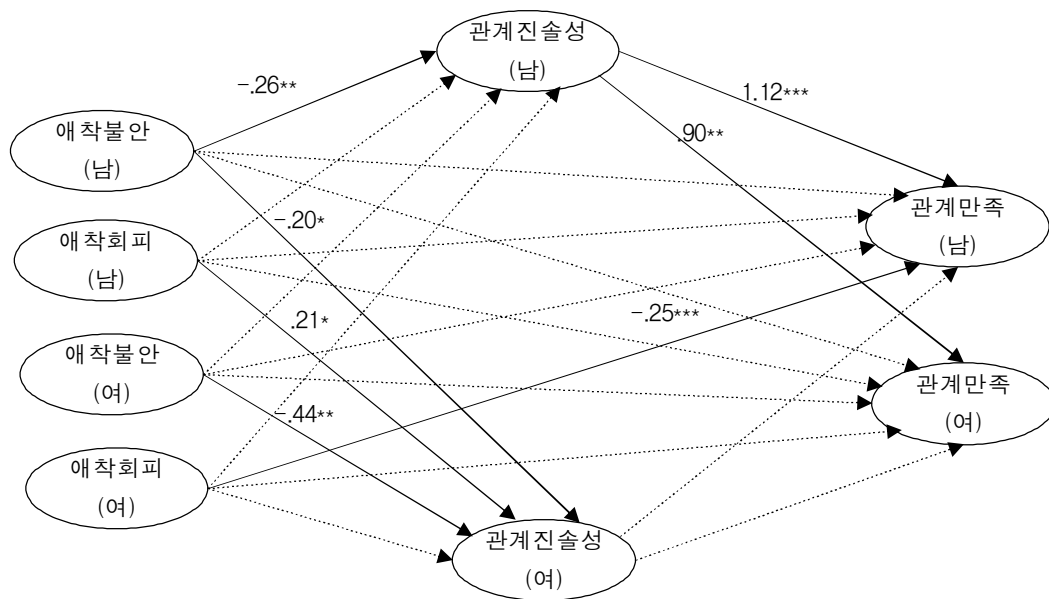 관계진솔성
(남)
-.26**
1.12***
.90**
애착불안
(남)
-.20*
관계만족
(남)
애착회피
(남)
.21*
-.25***
애착불안
(여)
관계만족
(여)
-.44**
애착회피
(여)
관계진솔성
(여)